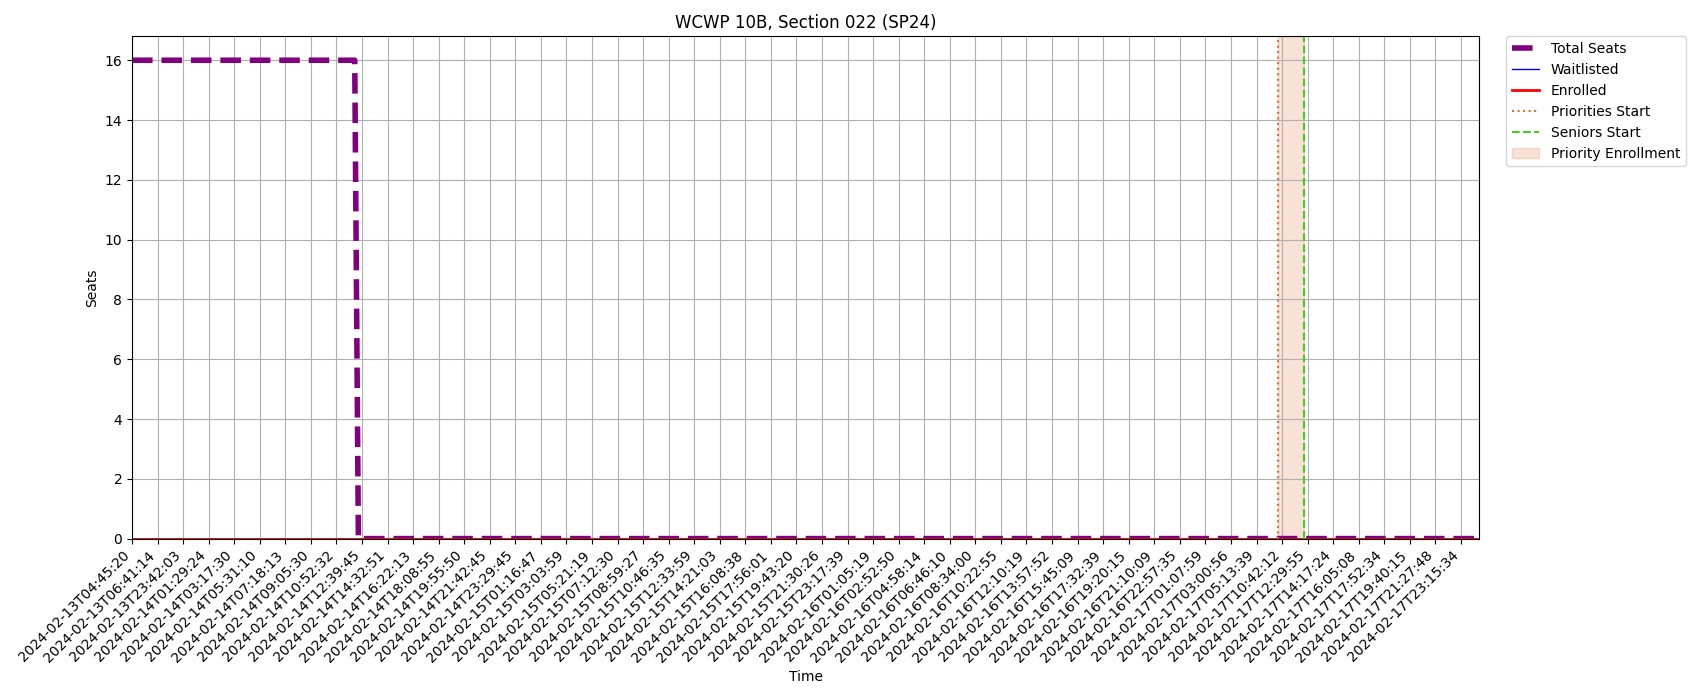 WCWP 10B, Section 022 (SP24)
Seats
16
14
12
10
8
6
4
2
0
2024-02-13T04:45:20
2024-02-13T06:41:14
2024-02-13T23:42:03
2024-02-14T01:29:24
2024-02-14T03:17:30
2024-02-14T05:31:10
2024-02-14T07:18:13
2024-02-14T09:05:30
2024-02-14T10:52:32
2024-02-14T12:39:45
2024-02-14T14:32:51
2024-02-14T16:22:13
2024-02-14T18:08:55
2024-02-14T19:55:50
2024-02-14T21:42:45
2024-02-14T23:29:45
2024-02-15T01:16:47
2024-02-15T03:03:59
2024-02-15T05:21:19
2024-02-15T07:12:30
2024-02-15T08:59:27
2024-02-15T10:46:35
2024-02-15T12:33:59
2024-02-15T14:21:03
2024-02-15T16:08:38
2024-02-15T17:56:01
2024-02-15T19:43:20
2024-02-15T21:30:26
2024-02-15T23:17:39
2024-02-16T01:05:19
2024-02-16T02:52:50
2024-02-16T04:58:14
2024-02-16T06:46:10
2024-02-16T08:34:00
2024-02-16T10:22:55
2024-02-16T12:10:19
2024-02-16T13:57:52
2024-02-16T15:45:09
2024-02-16T17:32:39
2024-02-16T19:20:15
2024-02-16T21:10:09
2024-02-16T22:57:35
2024-02-17T01:07:59
2024-02-17T03:00:56
2024-02-17T05:13:39
2024-02-17T10:42:12
2024-02-17T12:29:55
2024-02-17T14:17:24
2024-02-17T16:05:08
2024-02-17T17:52:34
2024-02-17T19:40:15
2024-02-17T21:27:48
2024-02-17T23:15:34
Time
Total Seats
Waitlisted
Enrolled
Priorities Start
Seniors Start
Priority Enrollment